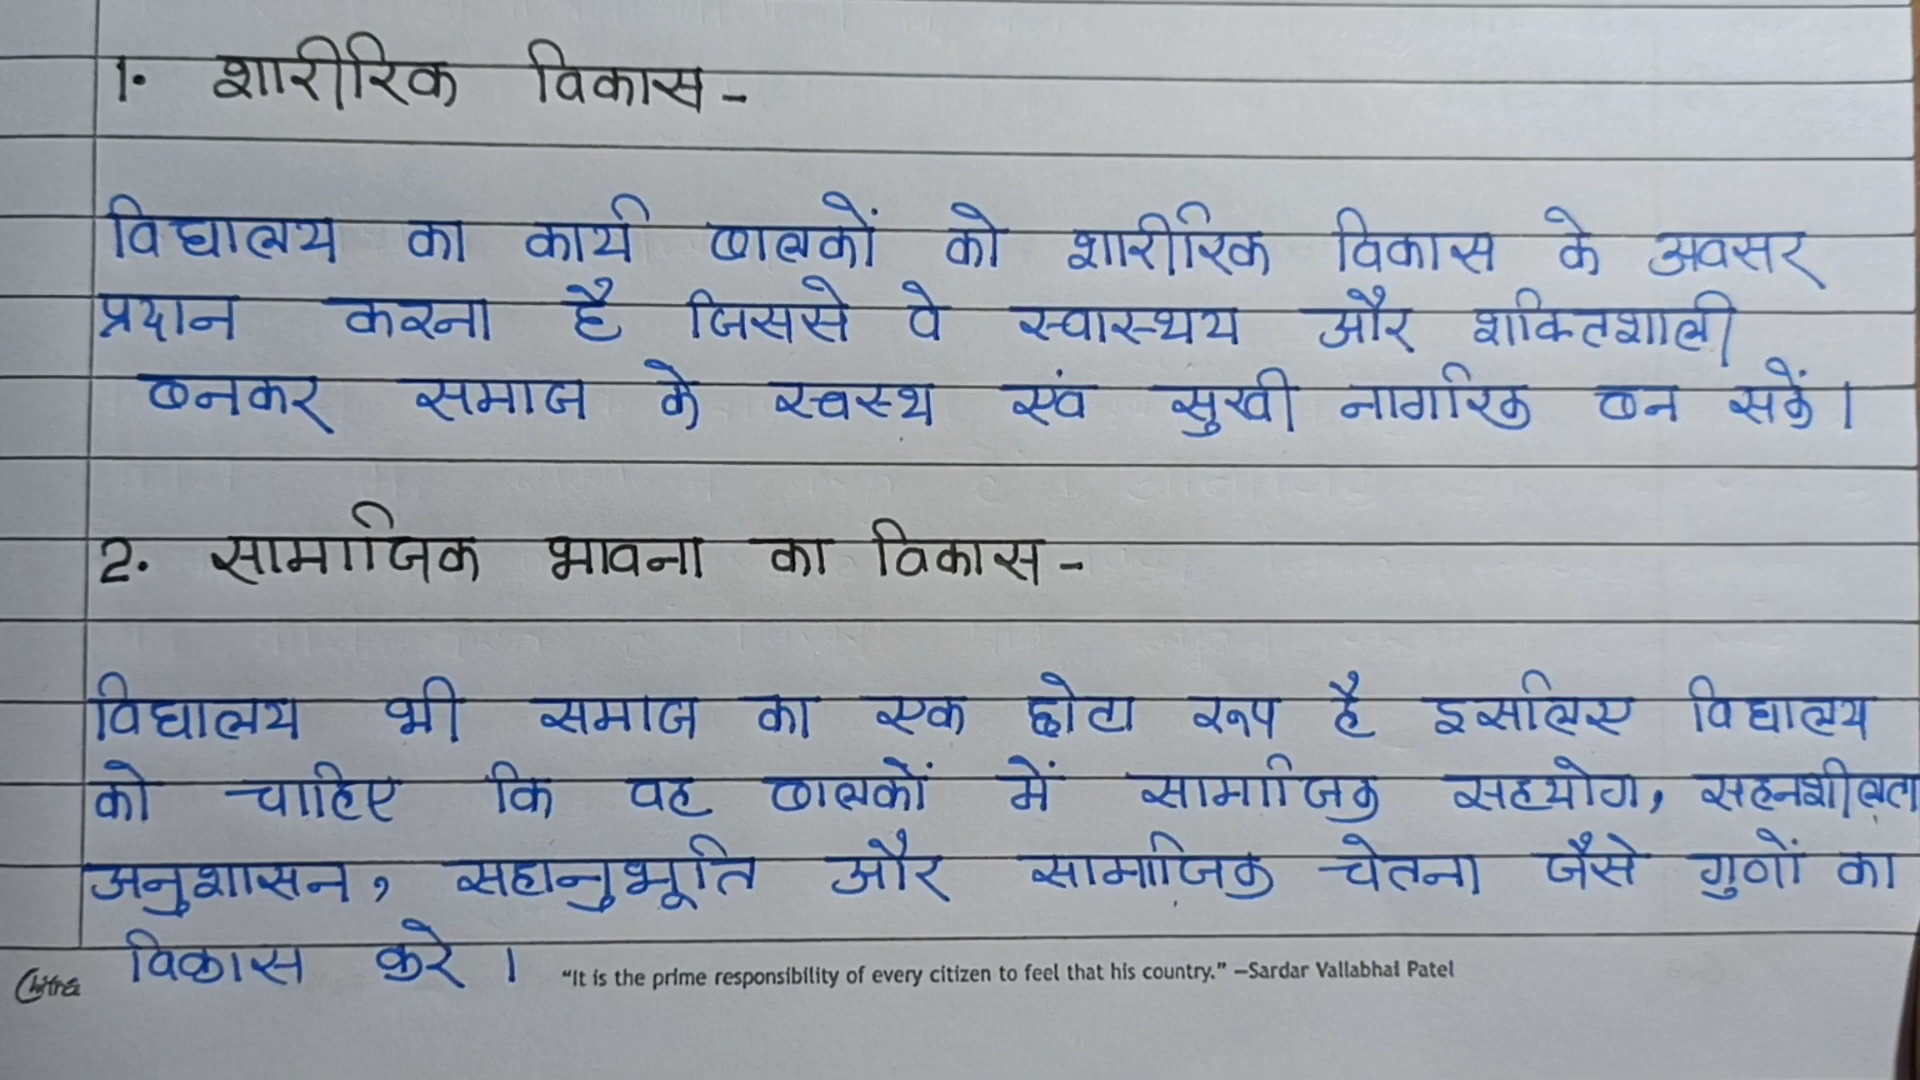 1. शारीरिक विकास -
विद्यालय का कार्य बालकों को शारीरिक विकास के अवसर
प्रदान करना है जिससे वे स्वास्थय और शक्तिशाली
बनकर समाज के स्वस्थ एवं सुखी नागरिक बन सकें।
2. सामाजिक भावना का विकास -
विद्यालय भी समाज का एक छोटा रूप है इसलिए विद्यालय
को चाहिए कि वह बालकों में सामाजिक सहयोग, सहनशीलता
अनुशासन, सहानुभूति और सामाजिक चेतना जैसे गुणों का
विकास करे ।
Chitra "It is the prime responsibility of every citizen to feel that his country." —Sardar Vallabhai Patel